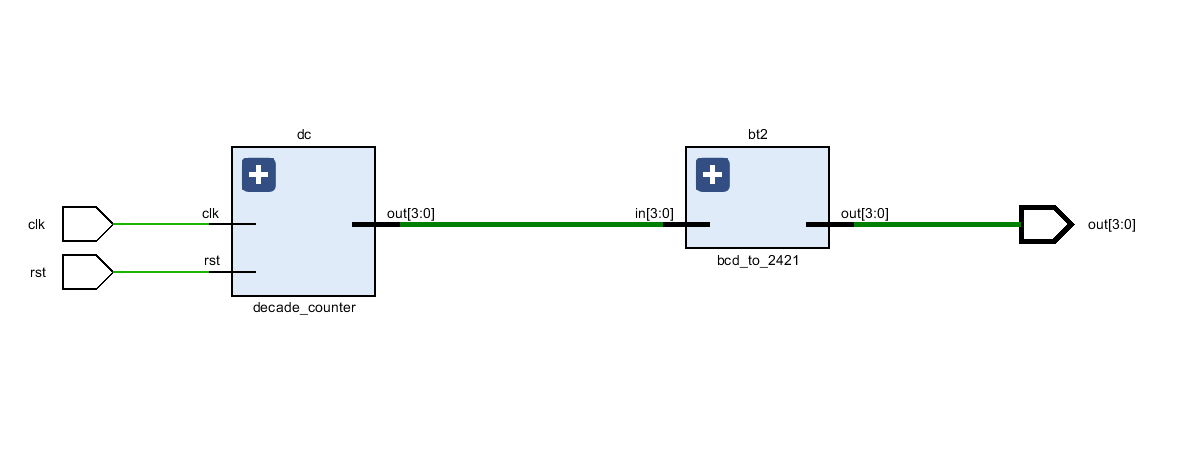 dc
bt2
clk
clk
out[3:0]
in[3:0]
out[3:0]
out[3:0]
rst
rst
bcd_to_2421
decade_counter